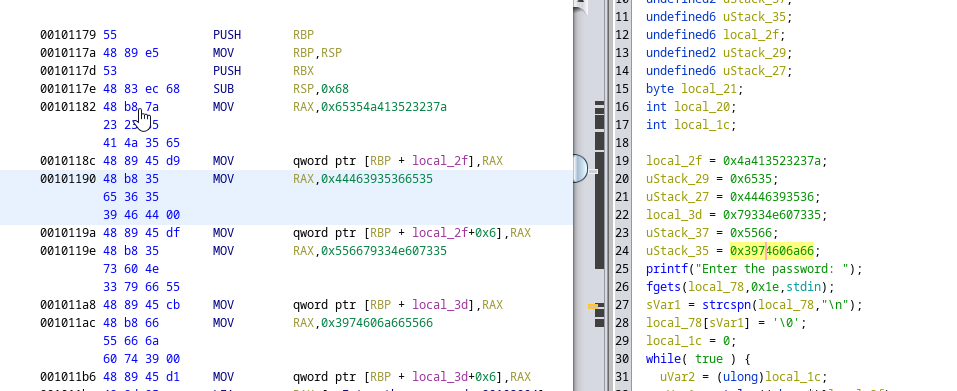 00101179 55 PUSH RBP
0010117a 48 89 e5 MOV RBP,RSP
0010117d 53 PUSH RBX
0010117e 48 83 ec 68 SUB RSP,0x68
00101182 48 b8 7a MOV RAX,0x65354a413523237a
23 23 35
41 4a 35 65
0010118c 48 89 45 d9 MOV qword ptr [RBP + local_2f],RAX
00101190 48 b8 35 MOV RAX,0x44463935366535
65 36 35
39 46 44 00
0010119a 48 89 45 df MOV qword ptr [RBP + local_2f+0x6],RAX
0010119e 48 b8 35 MOV RAX,0x556679334e607335
73 60 4e
33 79 66 55
001011a8 48 89 45 cb MOV qword ptr [RBP + local_3d],RAX
001011ac 48 b8 66 MOV RAX,0x3974606a665566
55 66 6a
60 74 39 00
001011b6 48 89 45 d1 MOV qword ptr [RBP + local_3d+0x6],RAX
11 undefined6 uStack_35;
12 undefined6 local_2f;
13 undefined2 uStack_29;
14 undefined6 uStack_27;
15 byte local_21;
16 int local_20;
17 int local_1c;
18
19 local_2f = 0x4a413523237a;
20 uStack_29 = 0x6535;
21 uStack_27 = 0x4446393536;
22 local_3d = 0x79334e607335;
23 uStack_37 = 0x5566;
24 uStack_35 = 0x3974606a66;
25 printf("Enter the password: ");
26 fgets(local_78,0x1e,stdin);
27 sVar1 = strcspn(local_78,"\n");
28 local_78[sVar1] = '\0';
29 local_1c = 0;
30 while( true ) {
31 uVar2 = (ulong)local_1c;